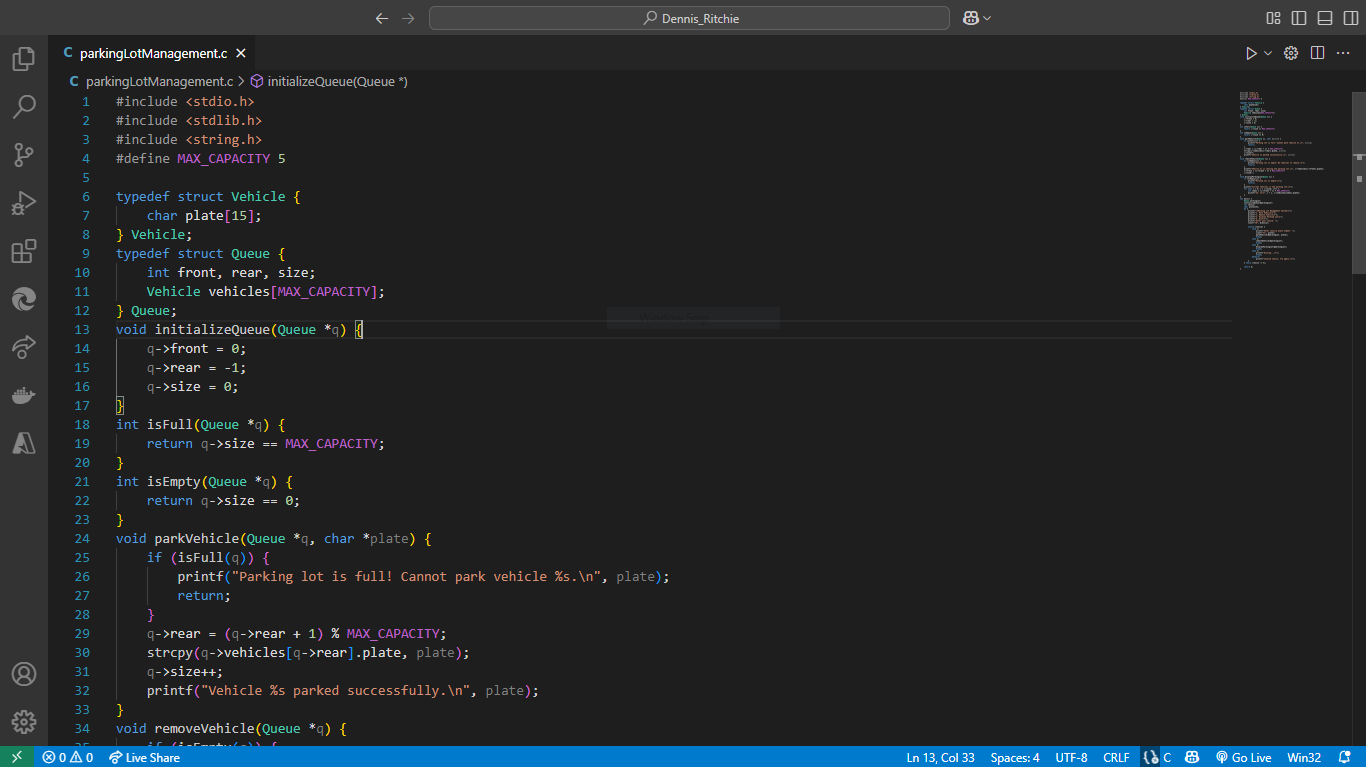 Dennis_Ritchie
parkingLotManagement.c
parkingLotManagement.c > initializeQueue(Queue *)
1 #include <stdio.h>
2 #include <stdlib.h>
3 #include <string.h>
4 #define MAX_CAPACITY 5
5
6 typedef struct Vehicle {
7     char plate[15];
8 } Vehicle;
9 typedef struct Queue {
10     int front, rear, size;
11     Vehicle vehicles[MAX_CAPACITY];
12 } Queue;
13 void initializeQueue(Queue *q) {
14     q->front = 0;
15     q->rear = -1;
16     q->size = 0;
17 }
18 int isFull(Queue *q) {
19     return q->size == MAX_CAPACITY;
20 }
21 int isEmpty(Queue *q) {
22     return q->size == 0;
23 }
24 void parkVehicle(Queue *q, char *plate) {
25     if (isFull(q)) {
26         printf("Parking lot is full! Cannot park vehicle %s.\n", plate);
27         return;
28     }
29     q->rear = (q->rear + 1) % MAX_CAPACITY;
30     strcpy(q->vehicles[q->rear].plate, plate);
31     q->size++;
32     printf("Vehicle %s parked successfully.\n", plate);
33 }
34 void removeVehicle(Queue *q) {
35     if (isEmpty(q)) {
0 0 Live Share Ln 13, Col 33 Spaces: 4 UTF-8 CRLF C Go Live Win32